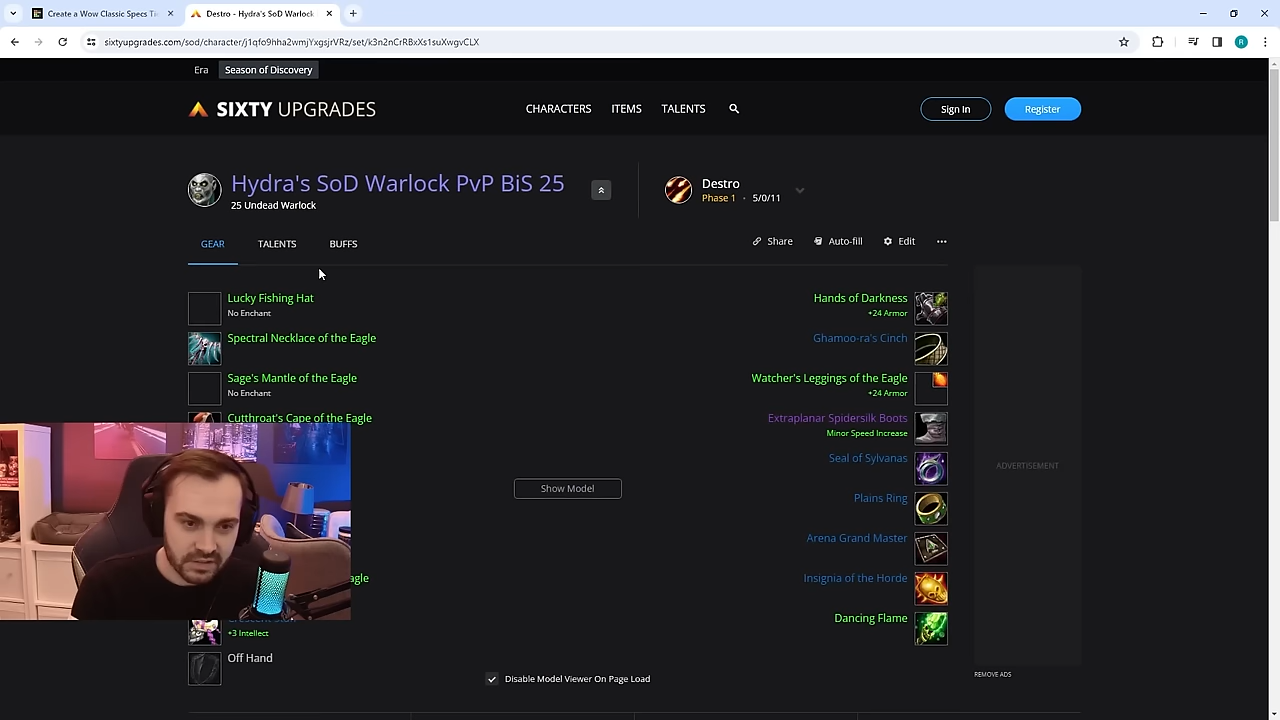 Create a Wow Classic Specs Tie
Destro - Hydra's SoD Warlock
sixtyupgrades.com/sod/character/j1qfo9hha2wmjYxgsjrVRz/set/k3n2nCrRBxXs1suXwgvCLX
R
Era
Season of Discovery
SIXTY UPGRADES
CHARACTERS
ITEMS
TALENTS
Sign In
Register
Hydra's SoD Warlock PvP BiS 25
25 Undead Warlock
Destro
Phase 1 • 5/0/11
GEAR
TALENTS
BUFFS
Share
Auto-fill
Edit
Lucky Fishing Hat
No Enchant
Spectral Necklace of the Eagle
Sage's Mantle of the Eagle
No Enchant
Cutthroat's Cape of the Eagle
agle
+3 Intellect
Off Hand
Show Model
Disable Model Viewer On Page Load
Hands of Darkness
+24 Armor
Ghamoo-ra's Cinch
Watcher's Leggings of the Eagle
+24 Armor
Extraplanar Spidersilk Boots
Minor Speed Increase
Seal of Sylvanas
Plains Ring
Arena Grand Master
Insignia of the Horde
Dancing Flame
ADVERTISEMENT
REMOVE ADS